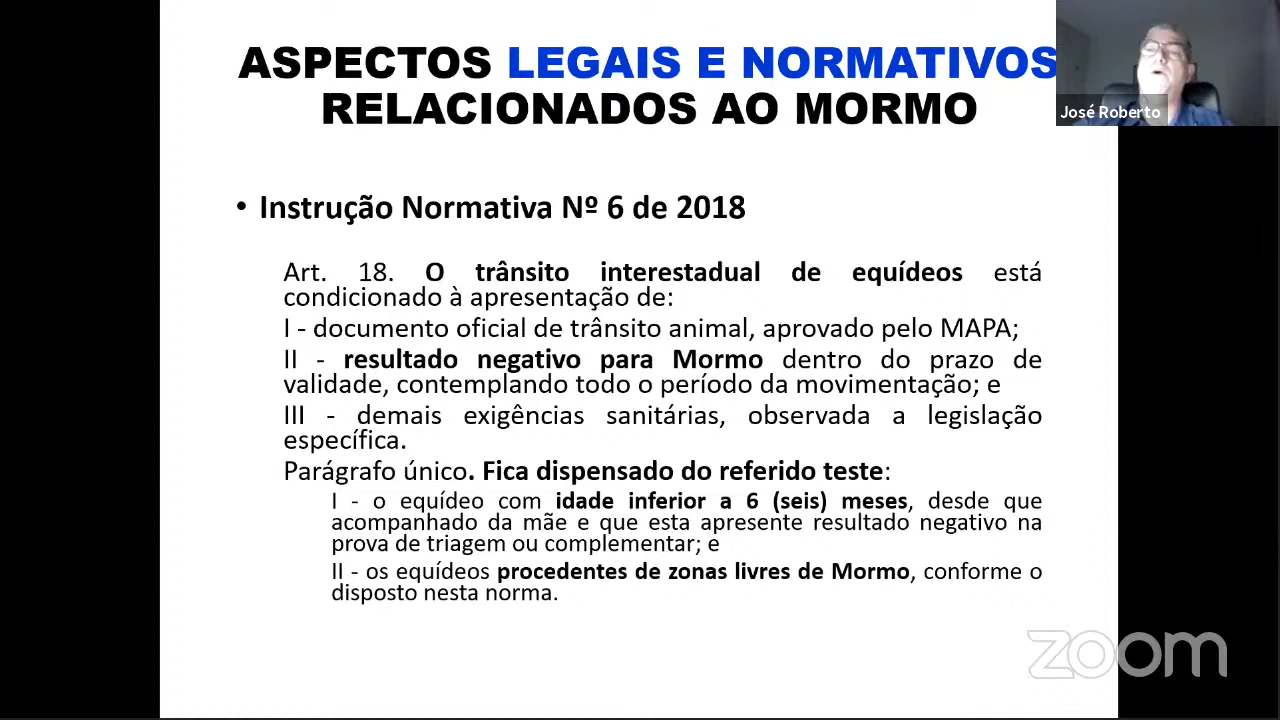 ASPECTOS LEGAIS E NORMATIVOS
RELACIONADOS AO MORMO
José Roberto
• Instrução Normativa Nº 6 de 2018
Art. 18. O trânsito interestadual de equídeos está
condicionado à apresentação de:
I - documento oficial de trânsito animal, aprovado pelo MAPA;
II - resultado negativo para Mormo dentro do prazo de
validade, contemplando todo o período da movimentação; e
III - demais exigências sanitárias, observada a legislação
específica.
Parágrafo único. Fica dispensado do referido teste:
I - o equídeo com idade inferior a 6 (seis) meses, desde que
acompanhado da mãe e que esta apresente resultado negativo na
prova de triagem ou complementar; e
II - os equídeos procedentes de zonas livres de Mormo, conforme o
disposto nesta norma.
zoom